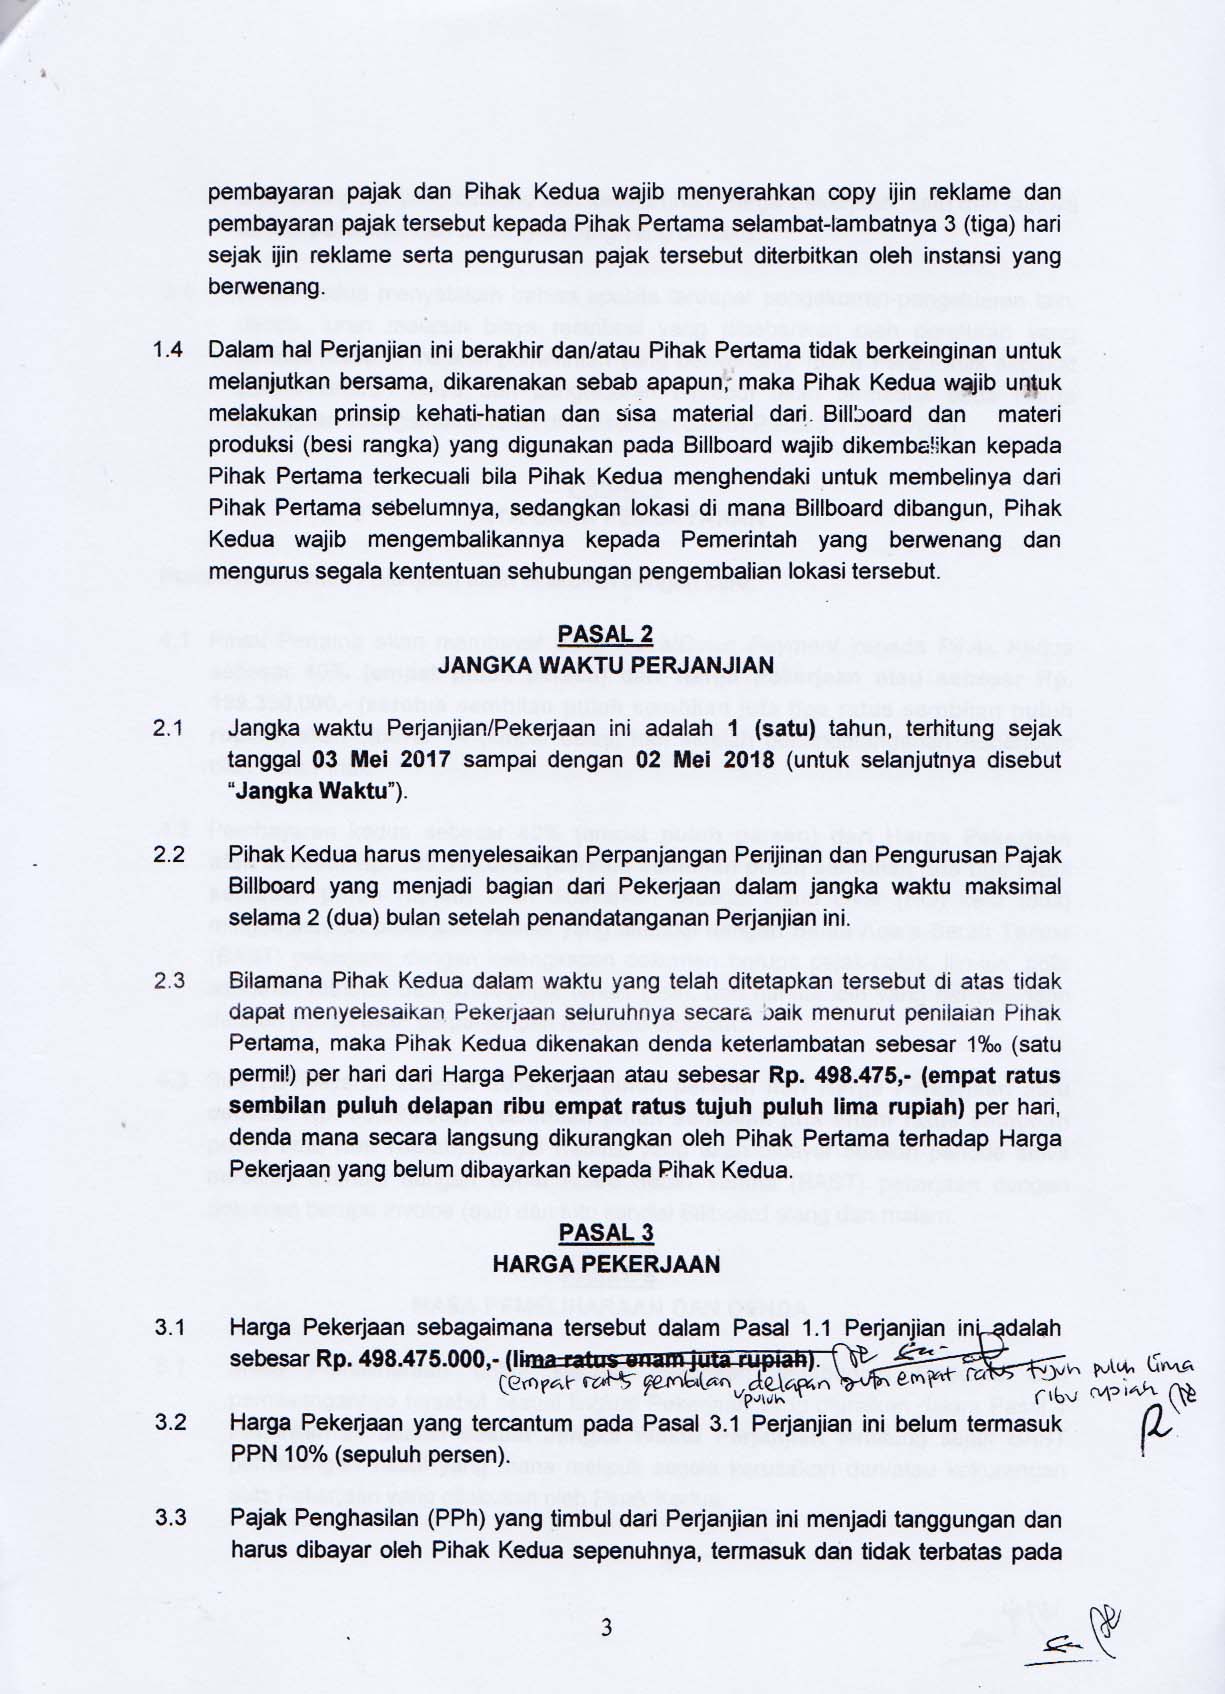 pembayaran pajak dan Pihak Kedua wajib menyerahkan copy ijin reklame dan
pembayaran pajak tersebut kepada Pihak Pertama selambat-lambatnya 3 (tiga) hari
sejak ijin reklame serta pengurusan pajak tersebut diterbitkan oleh instansi yang
berwenang.
1.4 Dalam hal Perjanjian ini berakhir dan/atau Pihak Pertama tidak berkeinginan untuk
melanjutkan bersama, dikarenakan sebab apapun, maka Pihak Kedua wajib untuk
melakukan prinsip kehati-hatian dan sisa material dari Billboard dan materi
produksi (besi rangka) yang digunakan pada Billboard wajib dikembalikan kepada
Pihak Pertama terkecuali bila Pihak Kedua menghendaki untuk membelinya dari
Pihak Pertama sebelumnya, sedangkan lokasi di mana Billboard dibangun, Pihak
Kedua wajib mengembalikannya kepada Pemerintah yang berwenang dan
mengurus segala kententuan sehubungan pengembalian lokasi tersebut.
PASAL 2
JANGKA WAKTU PERJANJIAN
2.1 Jangka waktu Perjanjian/Pekerjaan ini adalah 1 (satu) tahun, terhitung sejak
tanggal 03 Mei 2017 sampai dengan 02 Mei 2018 (untuk selanjutnya disebut
“Jangka Waktu”).
2.2 Pihak Kedua harus menyelesaikan Perpanjangan Perijinan dan Pengurusan Pajak
Billboard yang menjadi bagian dari Pekerjaan dalam jangka waktu maksimal
selama 2 (dua) bulan setelah penandatanganan Perjanjian ini.
2.3 Bilamana Pihak Kedua dalam waktu yang telah ditetapkan tersebut di atas tidak
dapat menyelesaikan Pekerjaan seluruhnya secara baik menurut penilaian Pihak
Pertama, maka Pihak Kedua dikenakan denda keterlambatan sebesar 1‰ (satu
permil) per hari dari Harga Pekerjaan atau sebesar Rp. 498.475,- (empat ratus
sembilan puluh delapan ribu empat ratus tujuh puluh lima rupiah) per hari,
denda mana secara langsung dikurangkan oleh Pihak Pertama terhadap Harga
Pekerjaan yang belum dibayarkan kepada Pihak Kedua.
PASAL 3
HARGA PEKERJAAN
3.1 Harga Pekerjaan sebagaimana tersebut dalam Pasal 1.1 Perjanjian ini adalah
sebesar Rp. 498.475.000,- (lima ratus enam juta rupiah).
(empat ratus sembilan puluh delapan juta empat ratus tujuh puluh lima
ribu rupiah
3.2 Harga Pekerjaan yang tercantum pada Pasal 3.1 Perjanjian ini belum termasuk
PPN 10% (sepuluh persen).
3.3 Pajak Penghasilan (PPh) yang timbul dari Perjanjian ini menjadi tanggungan dan
harus dibayar oleh Pihak Kedua sepenuhnya, termasuk dan tidak terbatas pada
3